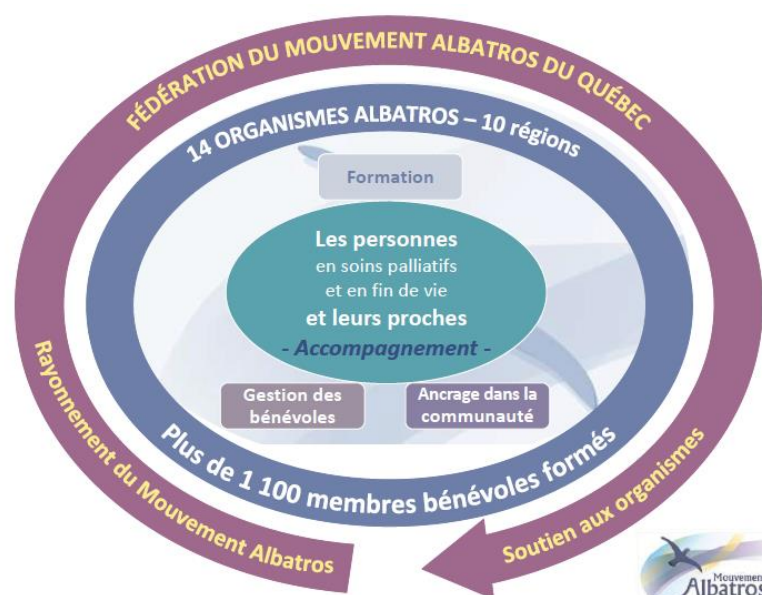 FÉDÉRATION DU MOUVEMENT ALBATROS DU QUÉBEC
14 ORGANISMES ALBATROS – 10 régions
Formation
Les personnes
en soins palliatifs
et en fin de vie
et leurs proches
- Accompagnement -
Gestion des
bénévoles
Ancrage dans la
communauté
Plus de 1 100 membres bénévoles formés
Rayonnement du Mouvement Albatros
Soutien aux organismes
Mouvement
Albatros